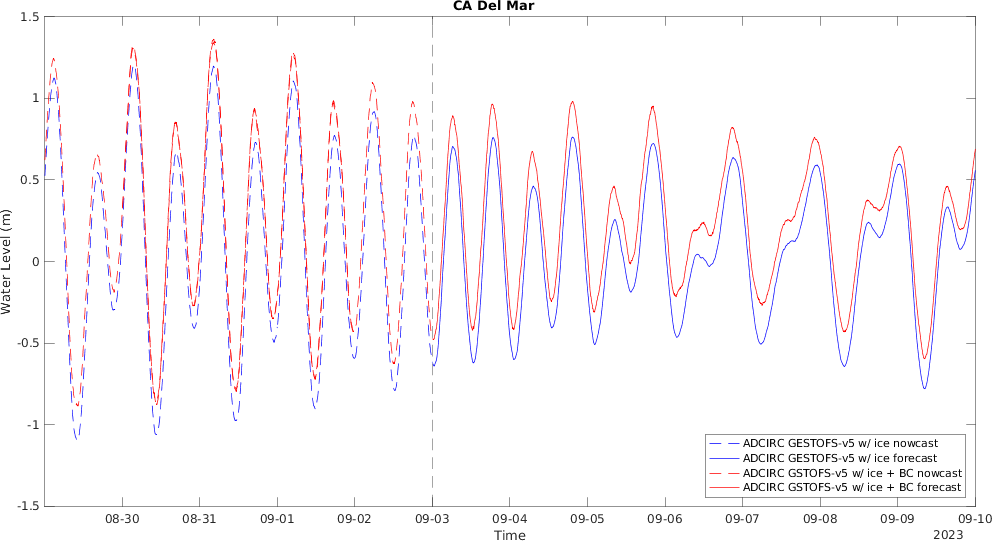 CA Del Mar
1.5
1
0.5
0
-0.5
-1
-1.5
Water Level (m)
08-30 08-31 09-01 09-02 09-03 09-04 09-05 09-06 09-07 09-08 09-09 09-10
Time
2023
ADCIRC GESTOFS-v5 w/ ice nowcast
ADCIRC GESTOFS-v5 w/ ice forecast
ADCIRC GSTOFS-v5 w/ ice + BC nowcast
ADCIRC GSTOFS-v5 w/ ice + BC forecast